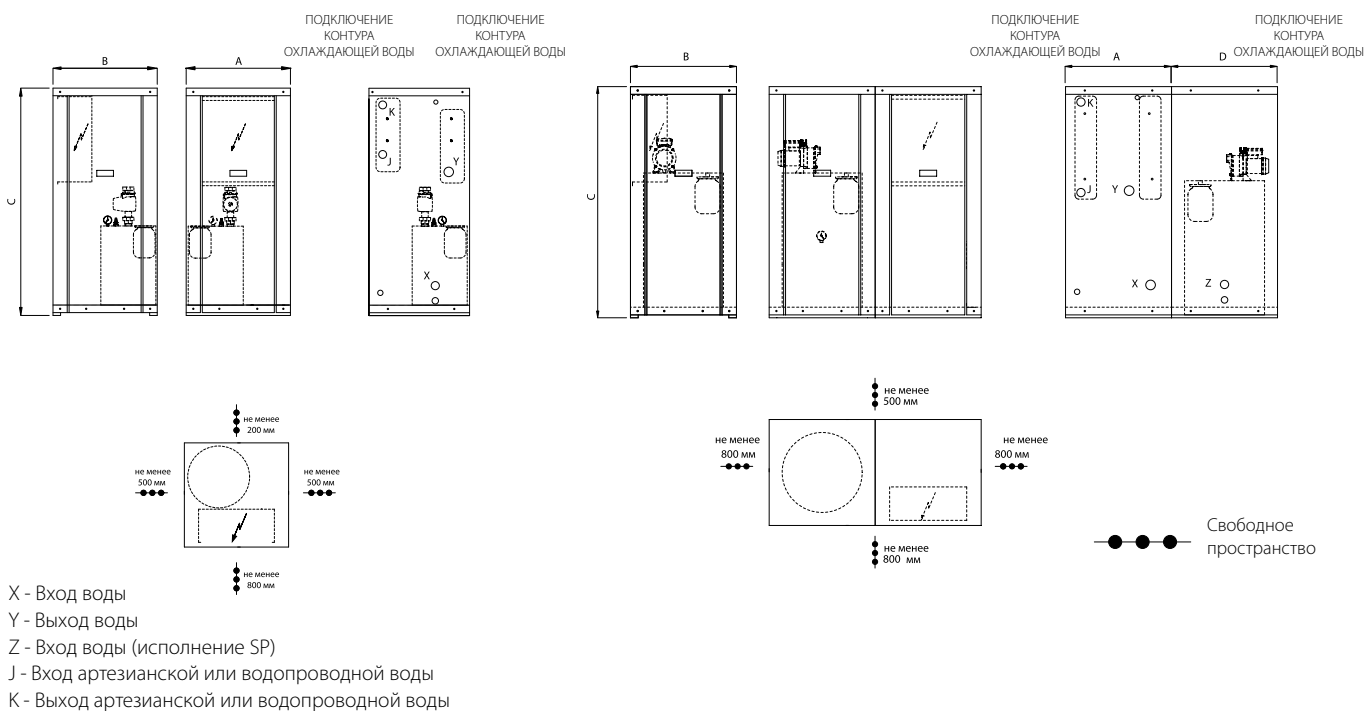 ПОДКЛЮЧЕНИЕ
КОНТУРА
ОХЛАЖДАЮЩЕЙ ВОДЫ
ПОДКЛЮЧЕНИЕ
КОНТУРА
ОХЛАЖДАЮЩЕЙ ВОДЫ
ПОДКЛЮЧЕНИЕ
КОНТУРА
ОХЛАЖДАЮЩЕЙ ВОДЫ
ПОДКЛЮЧЕНИЕ
КОНТУРА
ОХЛАЖДАЮЩЕЙ ВОДЫ
B
A
C
K
J
Y
X
B
C
A
D
K
J
Y
X
Z
не менее
200 мм
не менее
500 мм
не менее
500 мм
не менее
800 мм
не менее
500 мм
не менее
800 мм
не менее
800 мм
не менее
800 мм
Свободное
пространство
X - Вход воды
Y - Выход воды
Z - Вход воды (исполнение SP)
J - Вход артезианской или водопроводной воды
K - Выход артезианской или водопроводной воды